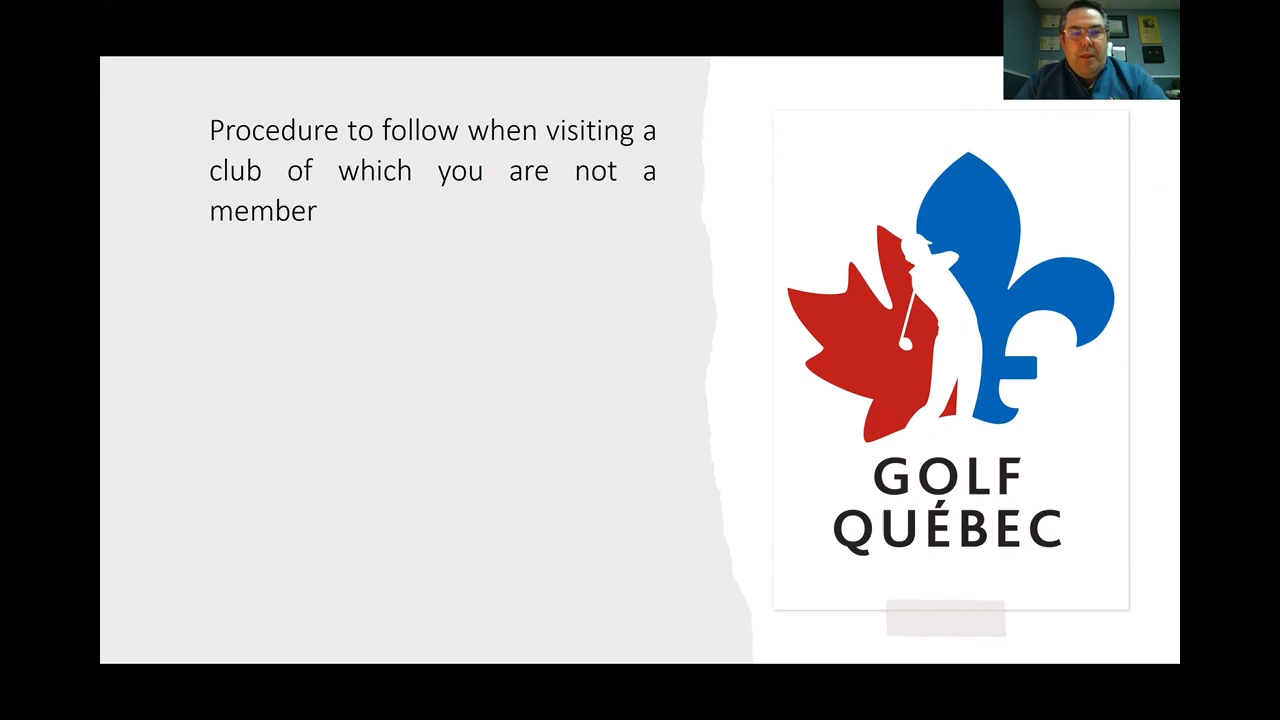 Procedure to follow when visiting a
club of which you are not a
member
GOLF
QUÉBEC